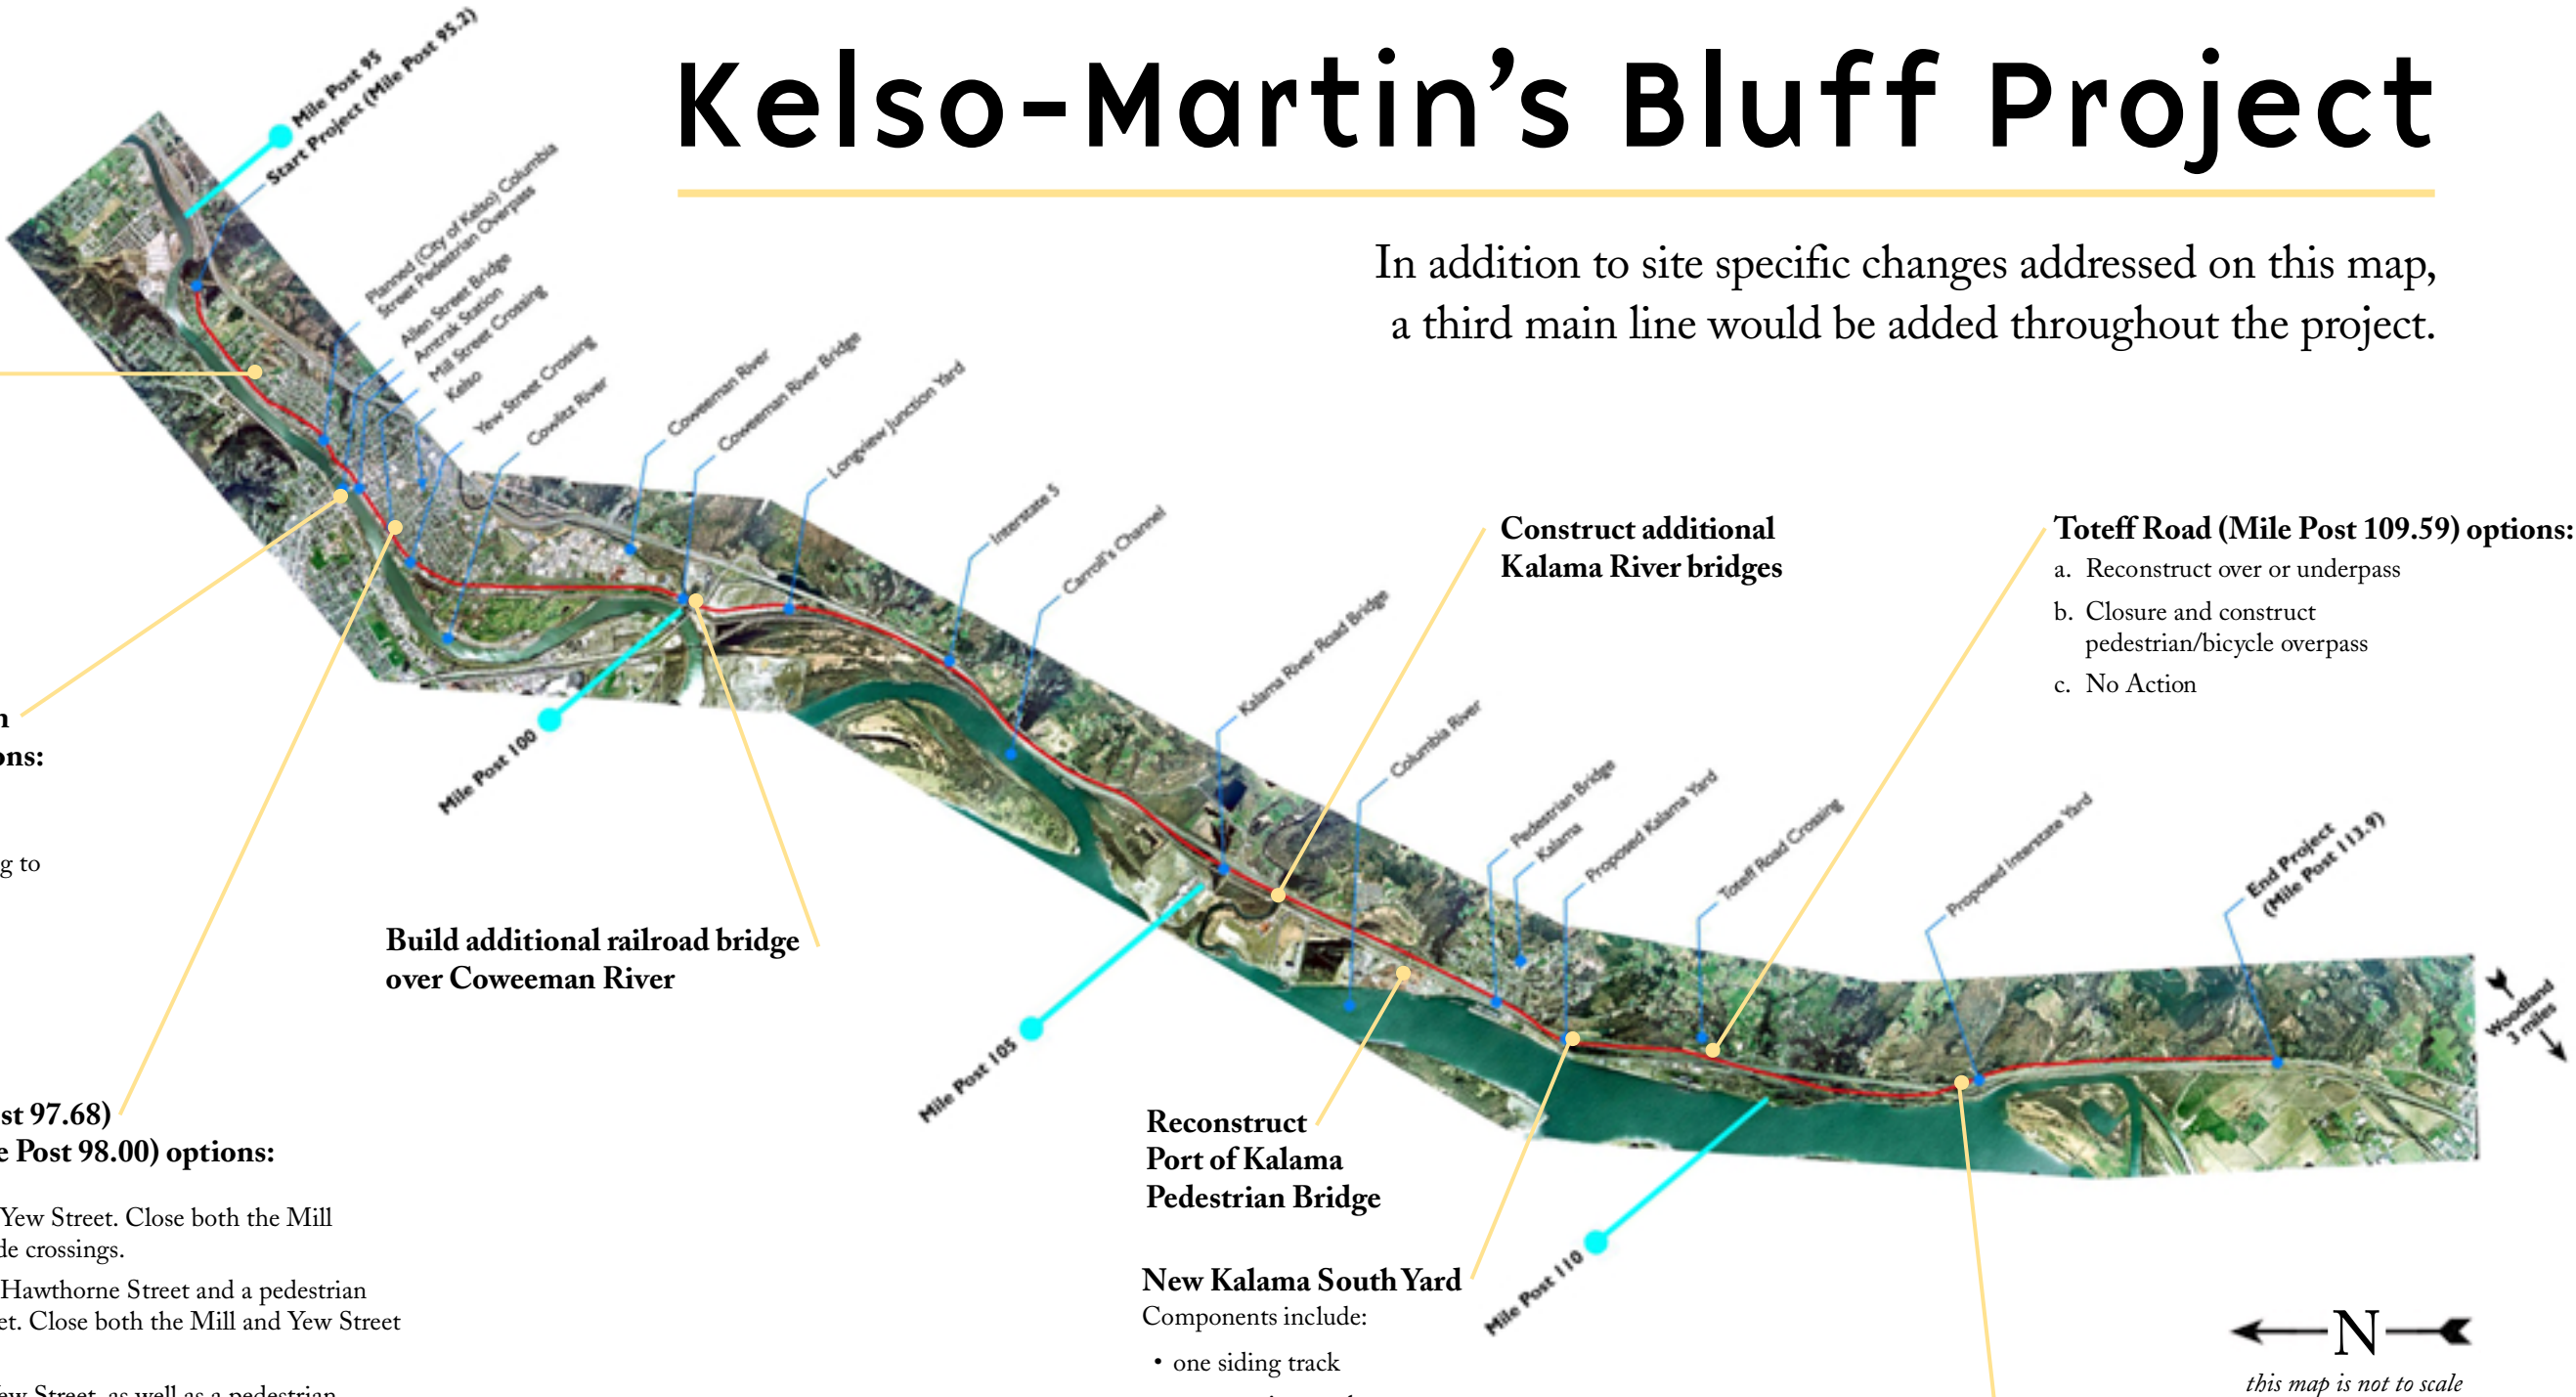 Kelso-Martin's Bluff Project
In addition to site specific changes addressed on this map,
a third main line would be added throughout the project.
Mile Post 95
Start Project (Mile Post 95.2)
Planned (City of Kelso) Columbia
Street Pedestrian Overpass
Allen Street Bridge
Amtrak Station
Mill Street Crossing
Kelso
Yew Street Crossing
Cowlitz River
Coweeman River
Coweeman River Bridge
Longview Junction Yard
Interstate 5
Carroll's Channel
Kalama River Road Bridge
Columbia River
Pedestrian Bridge
Kalama
Proposed Kalama Yard
Toteff Road Crossing
Proposed Interstate Yard
End Project
(Mile Post 113.9)
Woodland
3 miles
Mile Post 100
Mile Post 105
Mile Post 110
Construct additional
Kalama River bridges
Toteff Road (Mile Post 109.59) options:
a. Reconstruct over or underpass
b. Closure and construct
pedestrian/bicycle overpass
c. No Action
n
ons:
g to
Build additional railroad bridge
over Coweeman River
st 97.68)
e Post 98.00) options:
Yew Street. Close both the Mill
de crossings.
Hawthorne Street and a pedestrian
et. Close both the Mill and Yew Street
Reconstruct
Port of Kalama
Pedestrian Bridge
New Kalama South Yard
Components include:
• one siding track
N
this map is not to scale